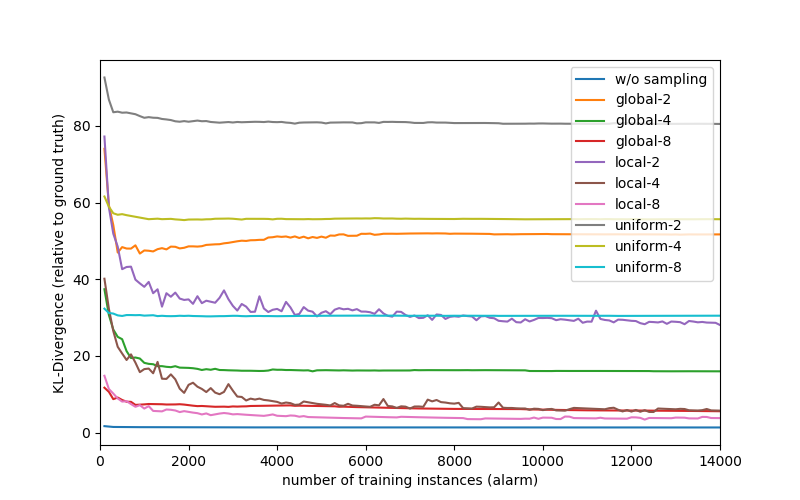 KL-Divergence (relative to ground truth)
80
60
40
20
0
w/o sampling
global-2
global-4
global-8
local-2
local-4
local-8
uniform-2
uniform-4
uniform-8
0 2000 4000 6000 8000 10000 12000 14000
number of training instances (alarm)